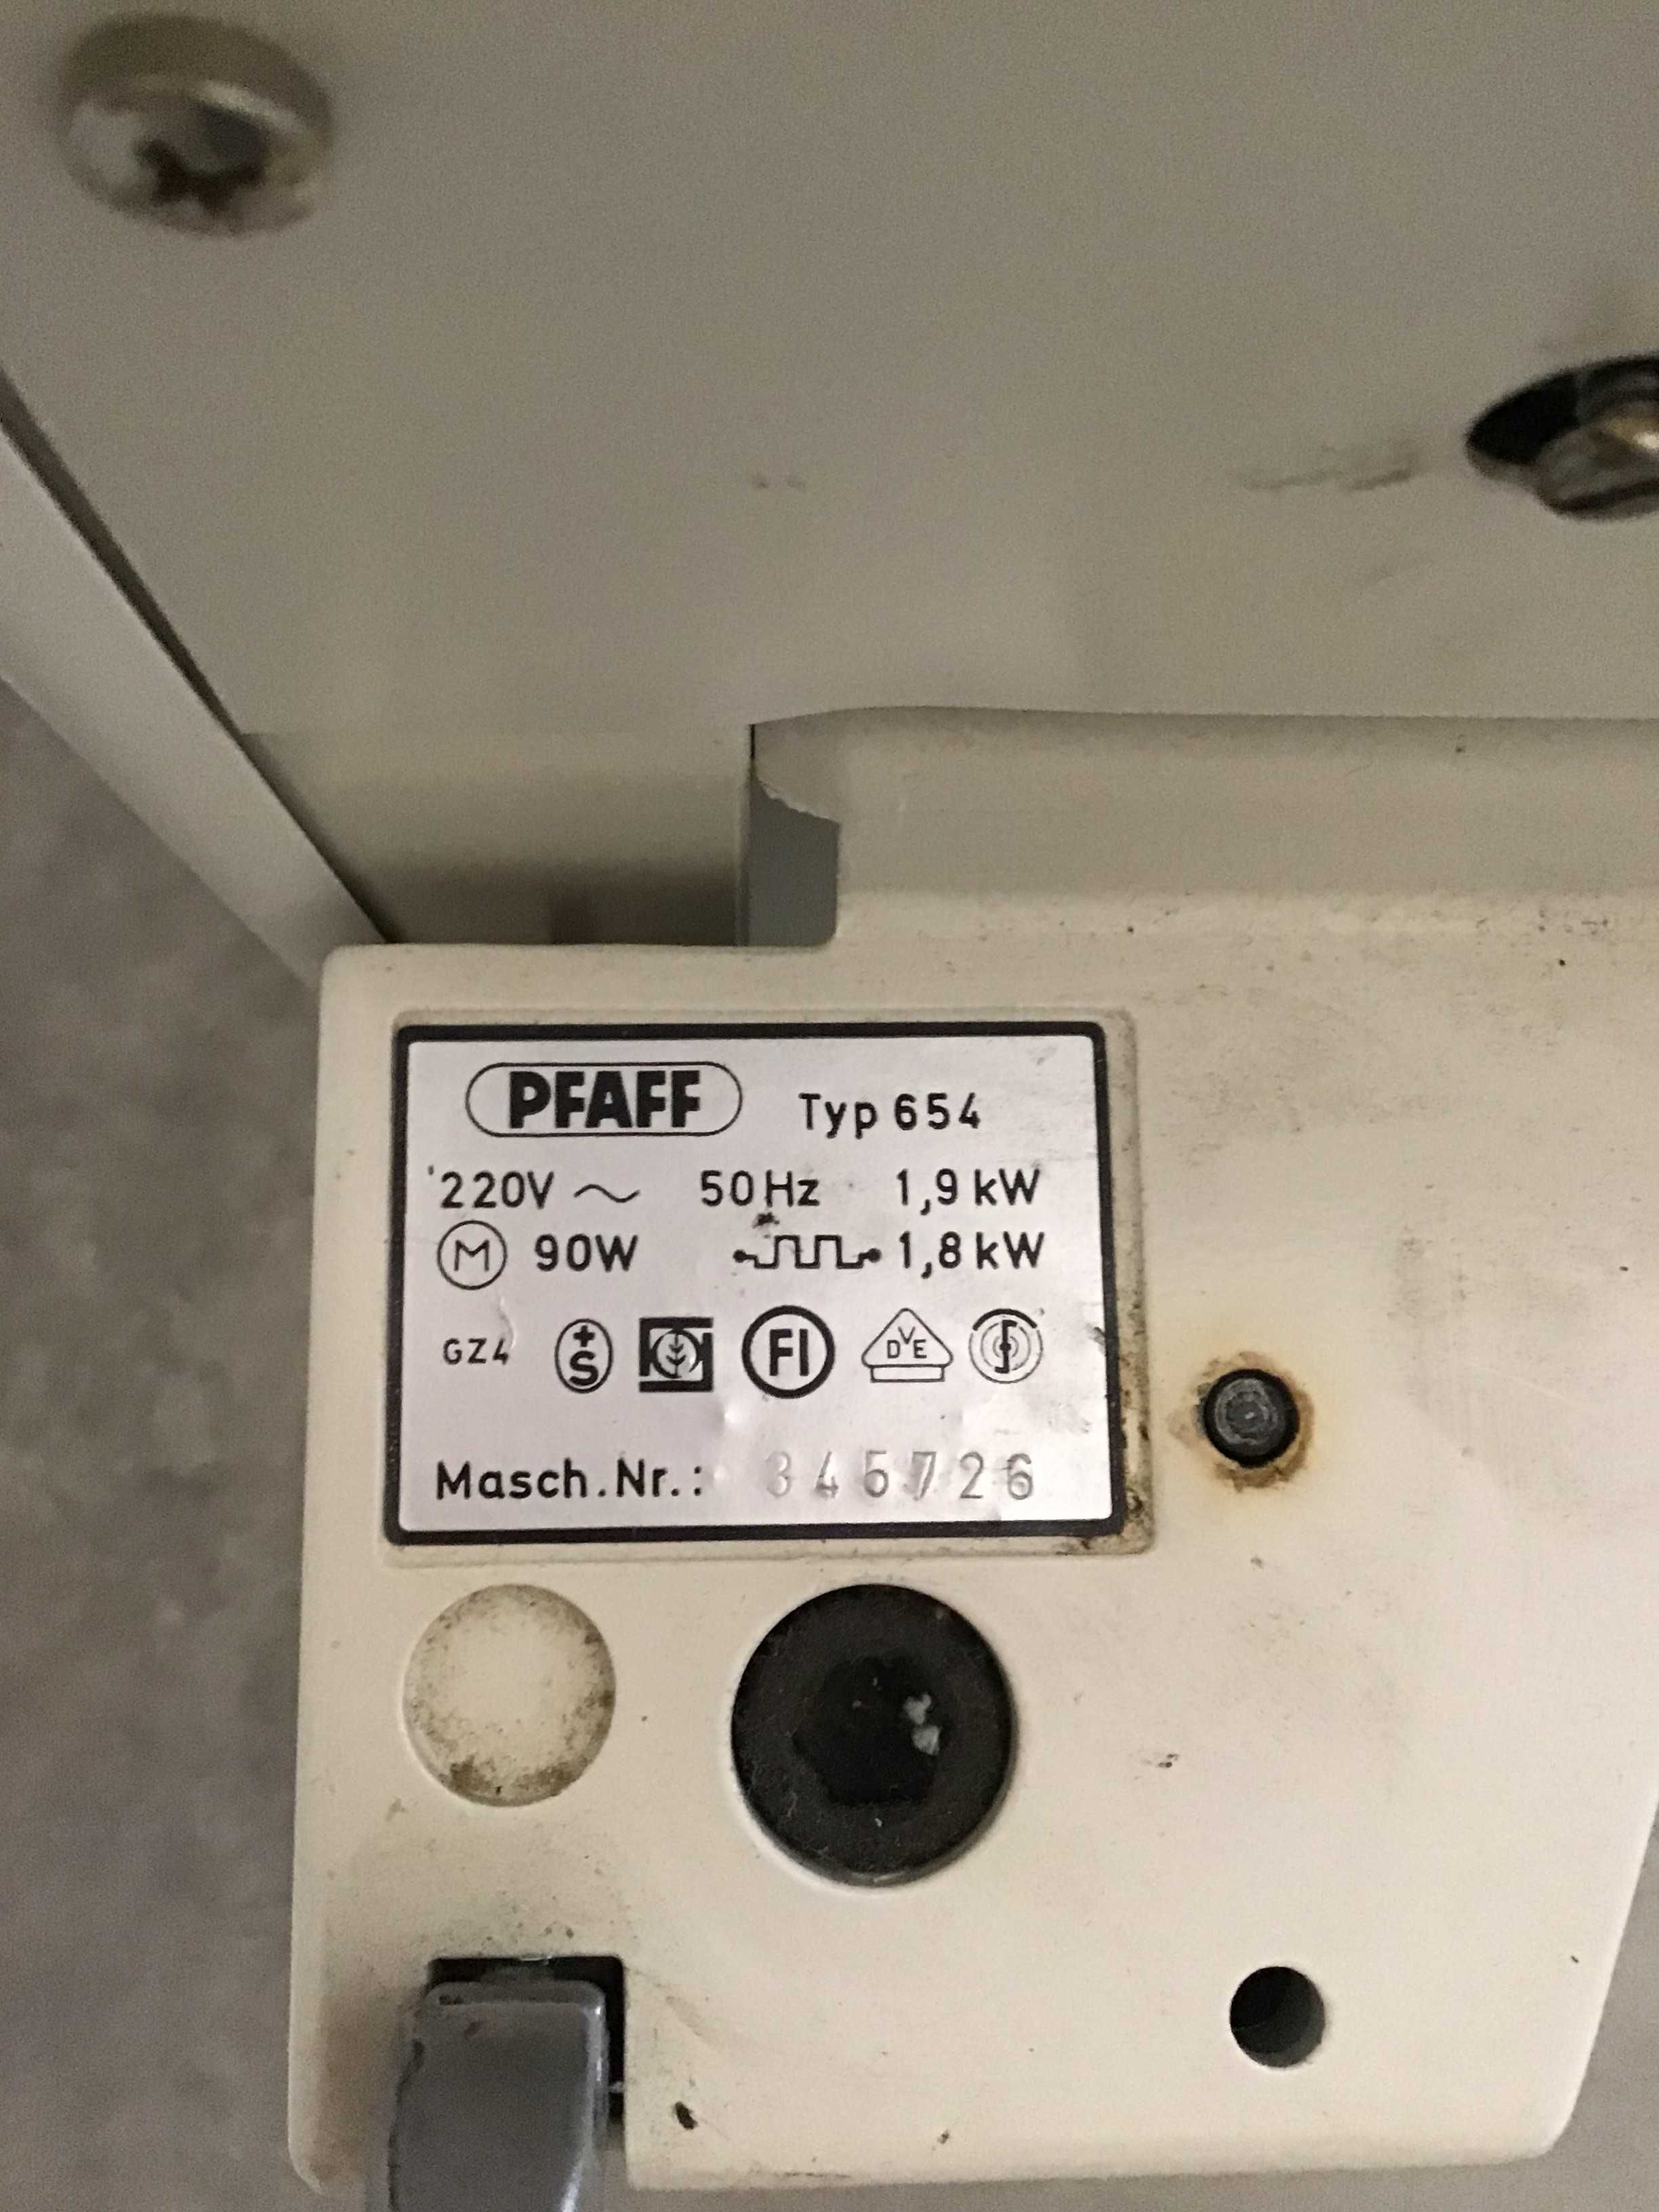 PFAFF Typ 654
220V ~ 50Hz 1,9 kW
M 90W 1,8 kW
GZ4 +S FI DVE
Masch.Nr.: 345726